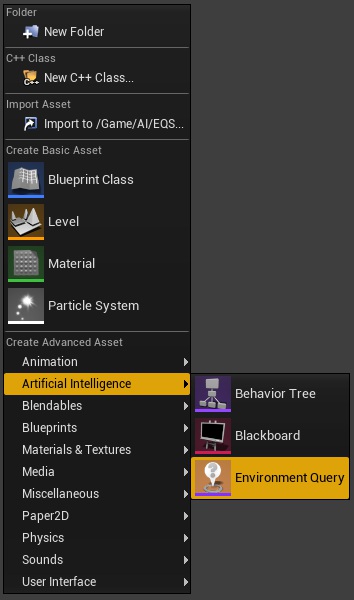 Folder
New Folder
C++ Class
New C++ Class...
Import Asset
Import to /Game/AI/EQS...
Create Basic Asset
Blueprint Class
Level
Material
Particle System
Create Advanced Asset
Animation
Artificial Intelligence
Blendables
Blueprints
Materials & Textures
Media
Miscellaneous
Paper2D
Physics
Sounds
User Interface
Behavior Tree
Blackboard
Environment Query